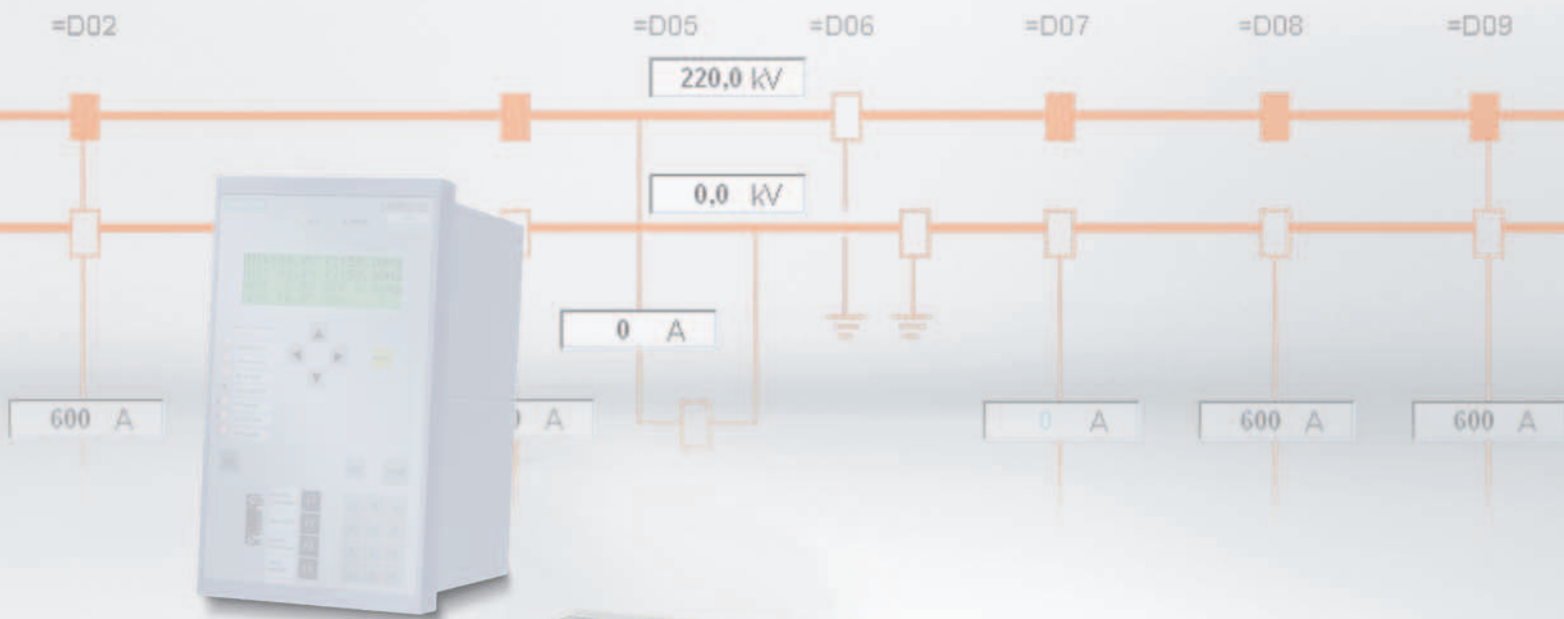 =D02 =D05 =D06 =D07 =D08 =D09
220,0 kV
0,0 kV
0 A
600 A
A
0 A
600 A
600 A